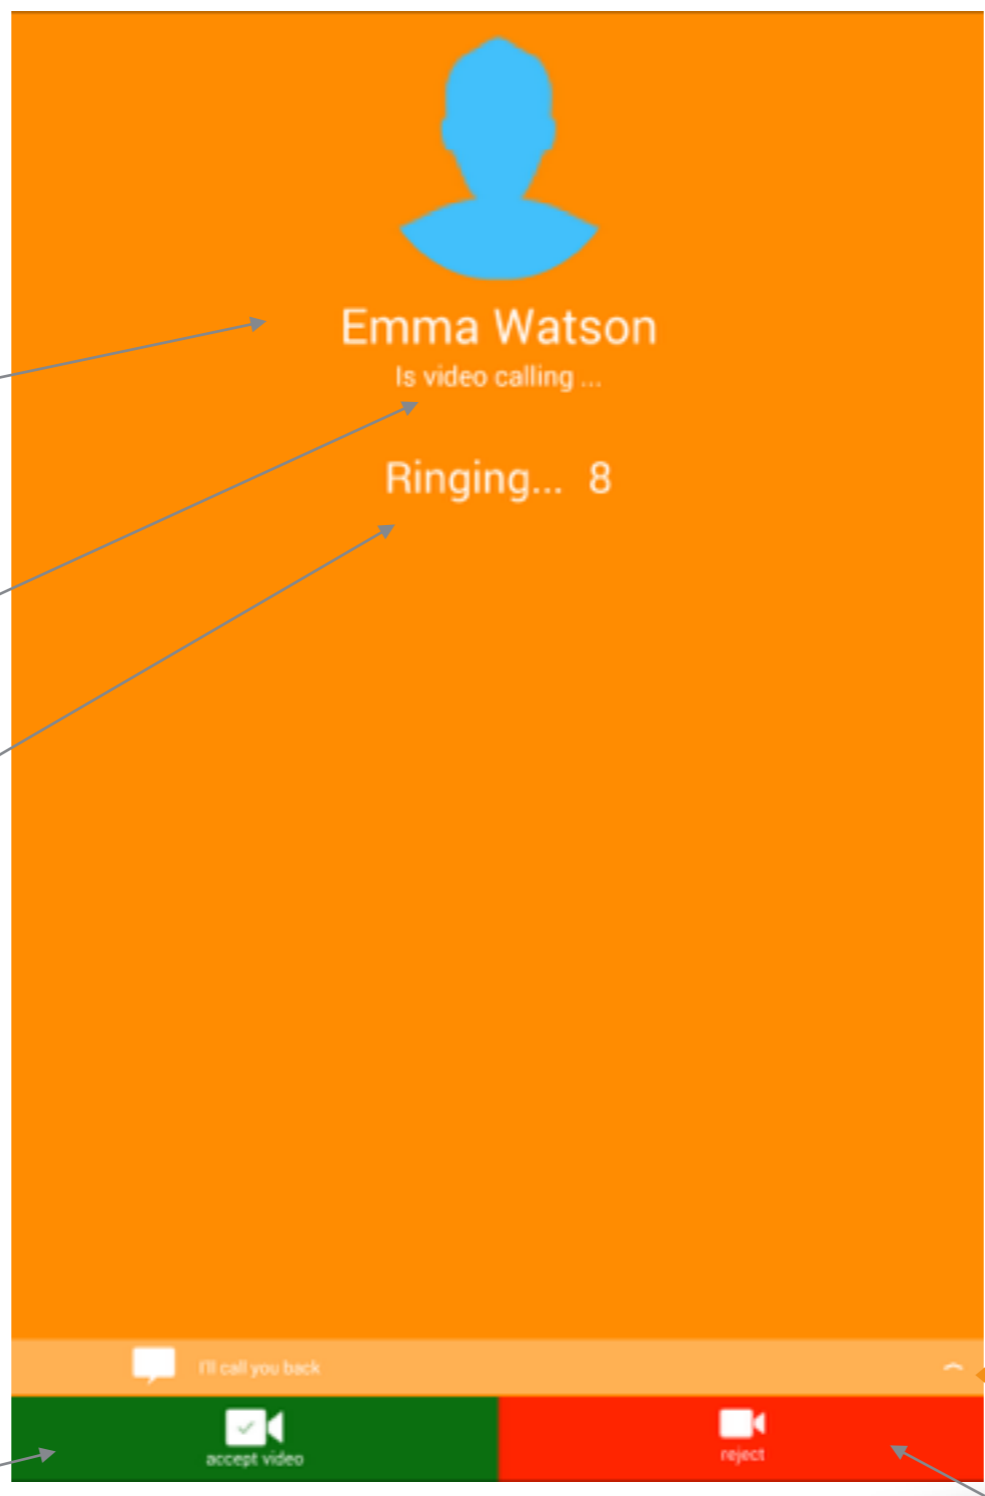 Emma Watson
Is video calling ...
Ringing... 8
I'll call you back
accept video
reject